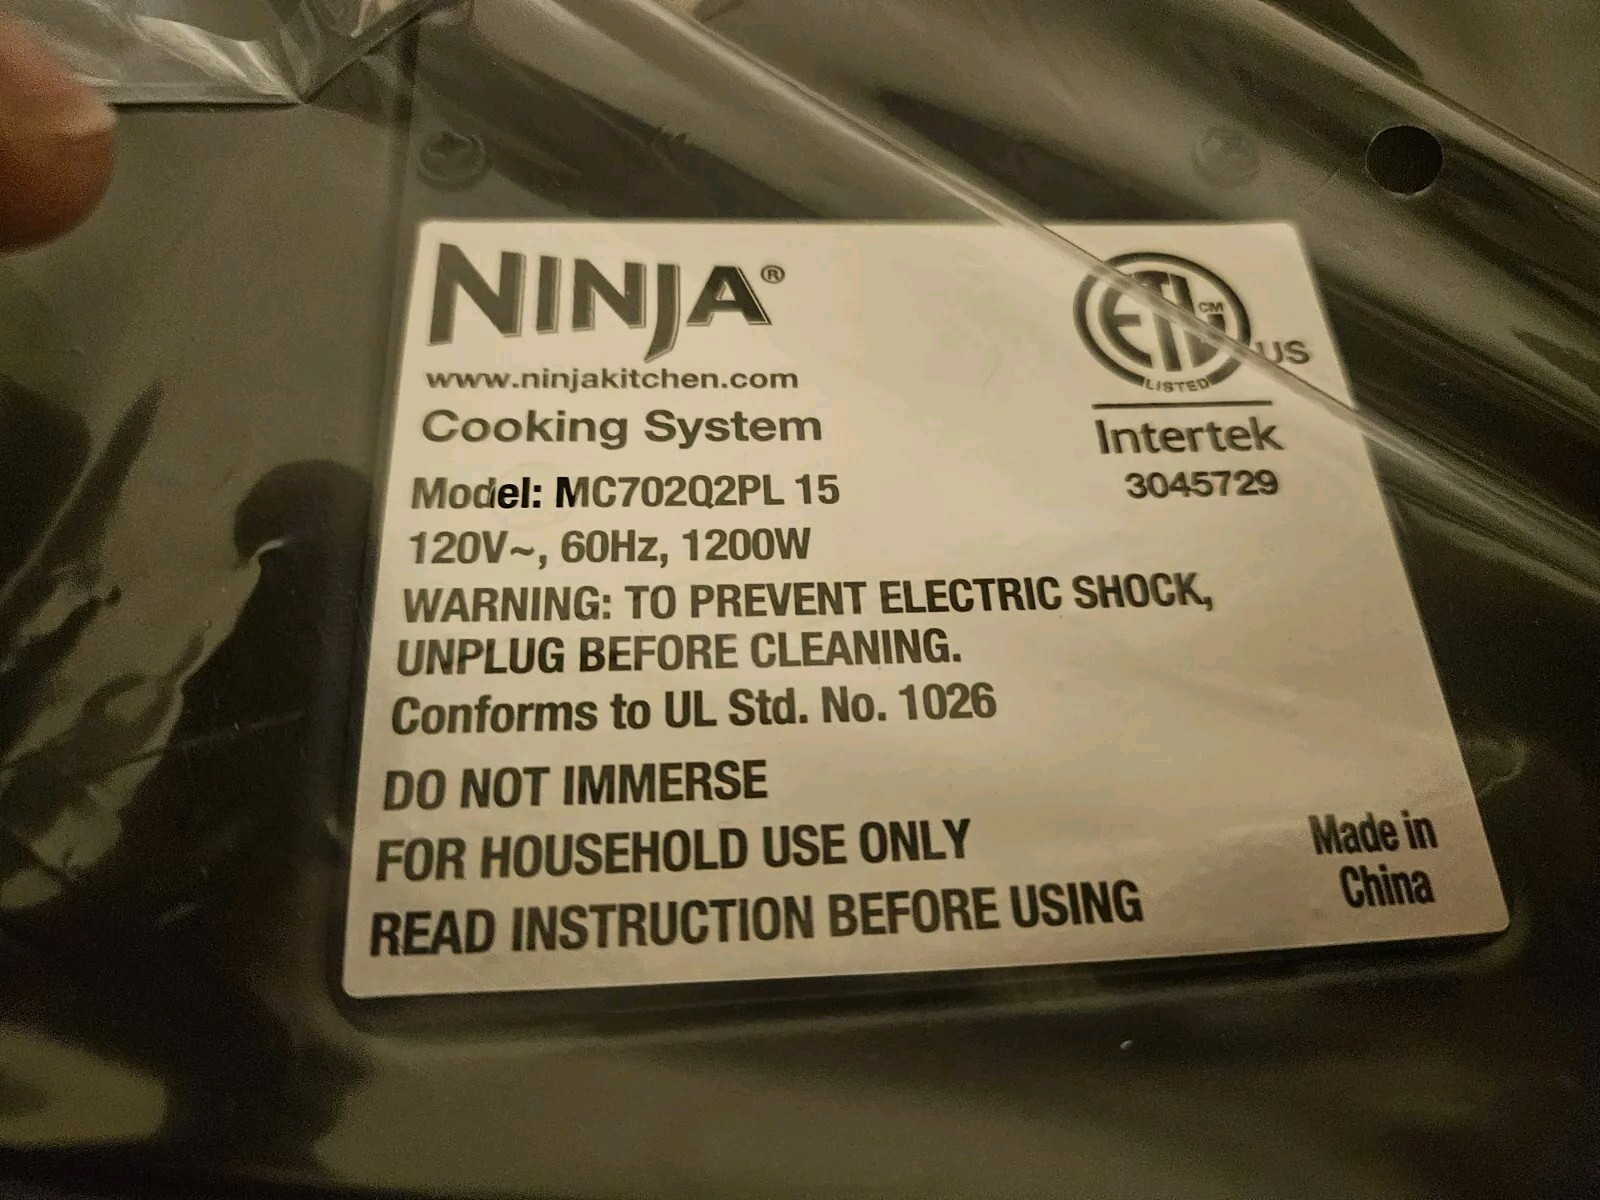 NINJA®
www.ninjakitchen.com
Cooking System
Model: MC702Q2PL 15
120V~, 60Hz, 1200W
WARNING: TO PREVENT ELECTRIC SHOCK,
UNPLUG BEFORE CLEANING.
Conforms to UL Std. No. 1026
DO NOT IMMERSE
FOR HOUSEHOLD USE ONLY
READ INSTRUCTION BEFORE USING
ETL CM
US
LISTED
Intertek
3045729
Made in
China